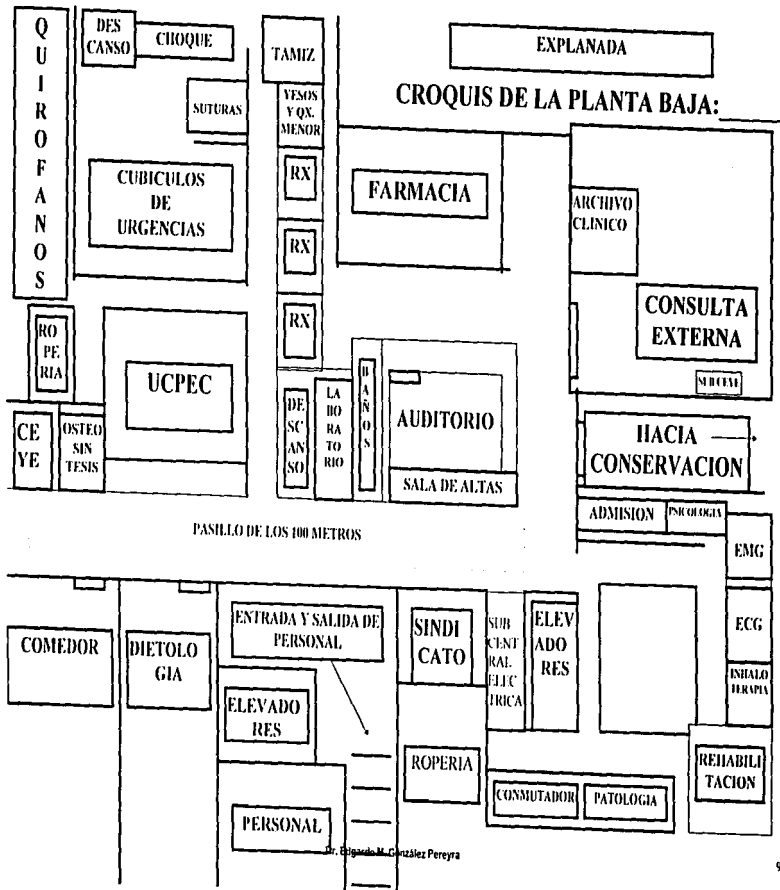 QUIROFANOS
DES
CANSO
CHOQUE
TAMIZ
EXPLANADA
CROQUIS DE LA PLANTA BAJA:
SUTURAS
YESOS
Y QX.
MENOR
CUBICULOS
DE
URGENCIAS
RX
RX
RX
FARMACIA
ARCHIVO
CLINICO
CONSULTA
EXTERNA
SUBCEYE
RO
PE
RIA
UCPEC
CE
YE
OSTEO
SIN
TESIS
DE
SC
AN
SO
LA
BO
RA
TO
RIO
BAÑOS
AUDITORIO
SALA DE ALTAS
HACIA
CONSERVACION
ADMISION
PSICOLOGIA
EMG
PASILLO DE LOS 100 METROS
COMEDOR
DIETOLO
GIA
ENTRADA Y SALIDA DE
PERSONAL
SINDI
CATO
SUB
CENT
RAL
ELEC
TRICA
ELEV
ADO
RES
ECG
INHALO
TERAPIA
ELEVADO
RES
ROPERIA
REHABILI
TACION
CONMUTADOR
PATOLOGIA
PERSONAL
Dr. Edgardo M. González Pereyra
9